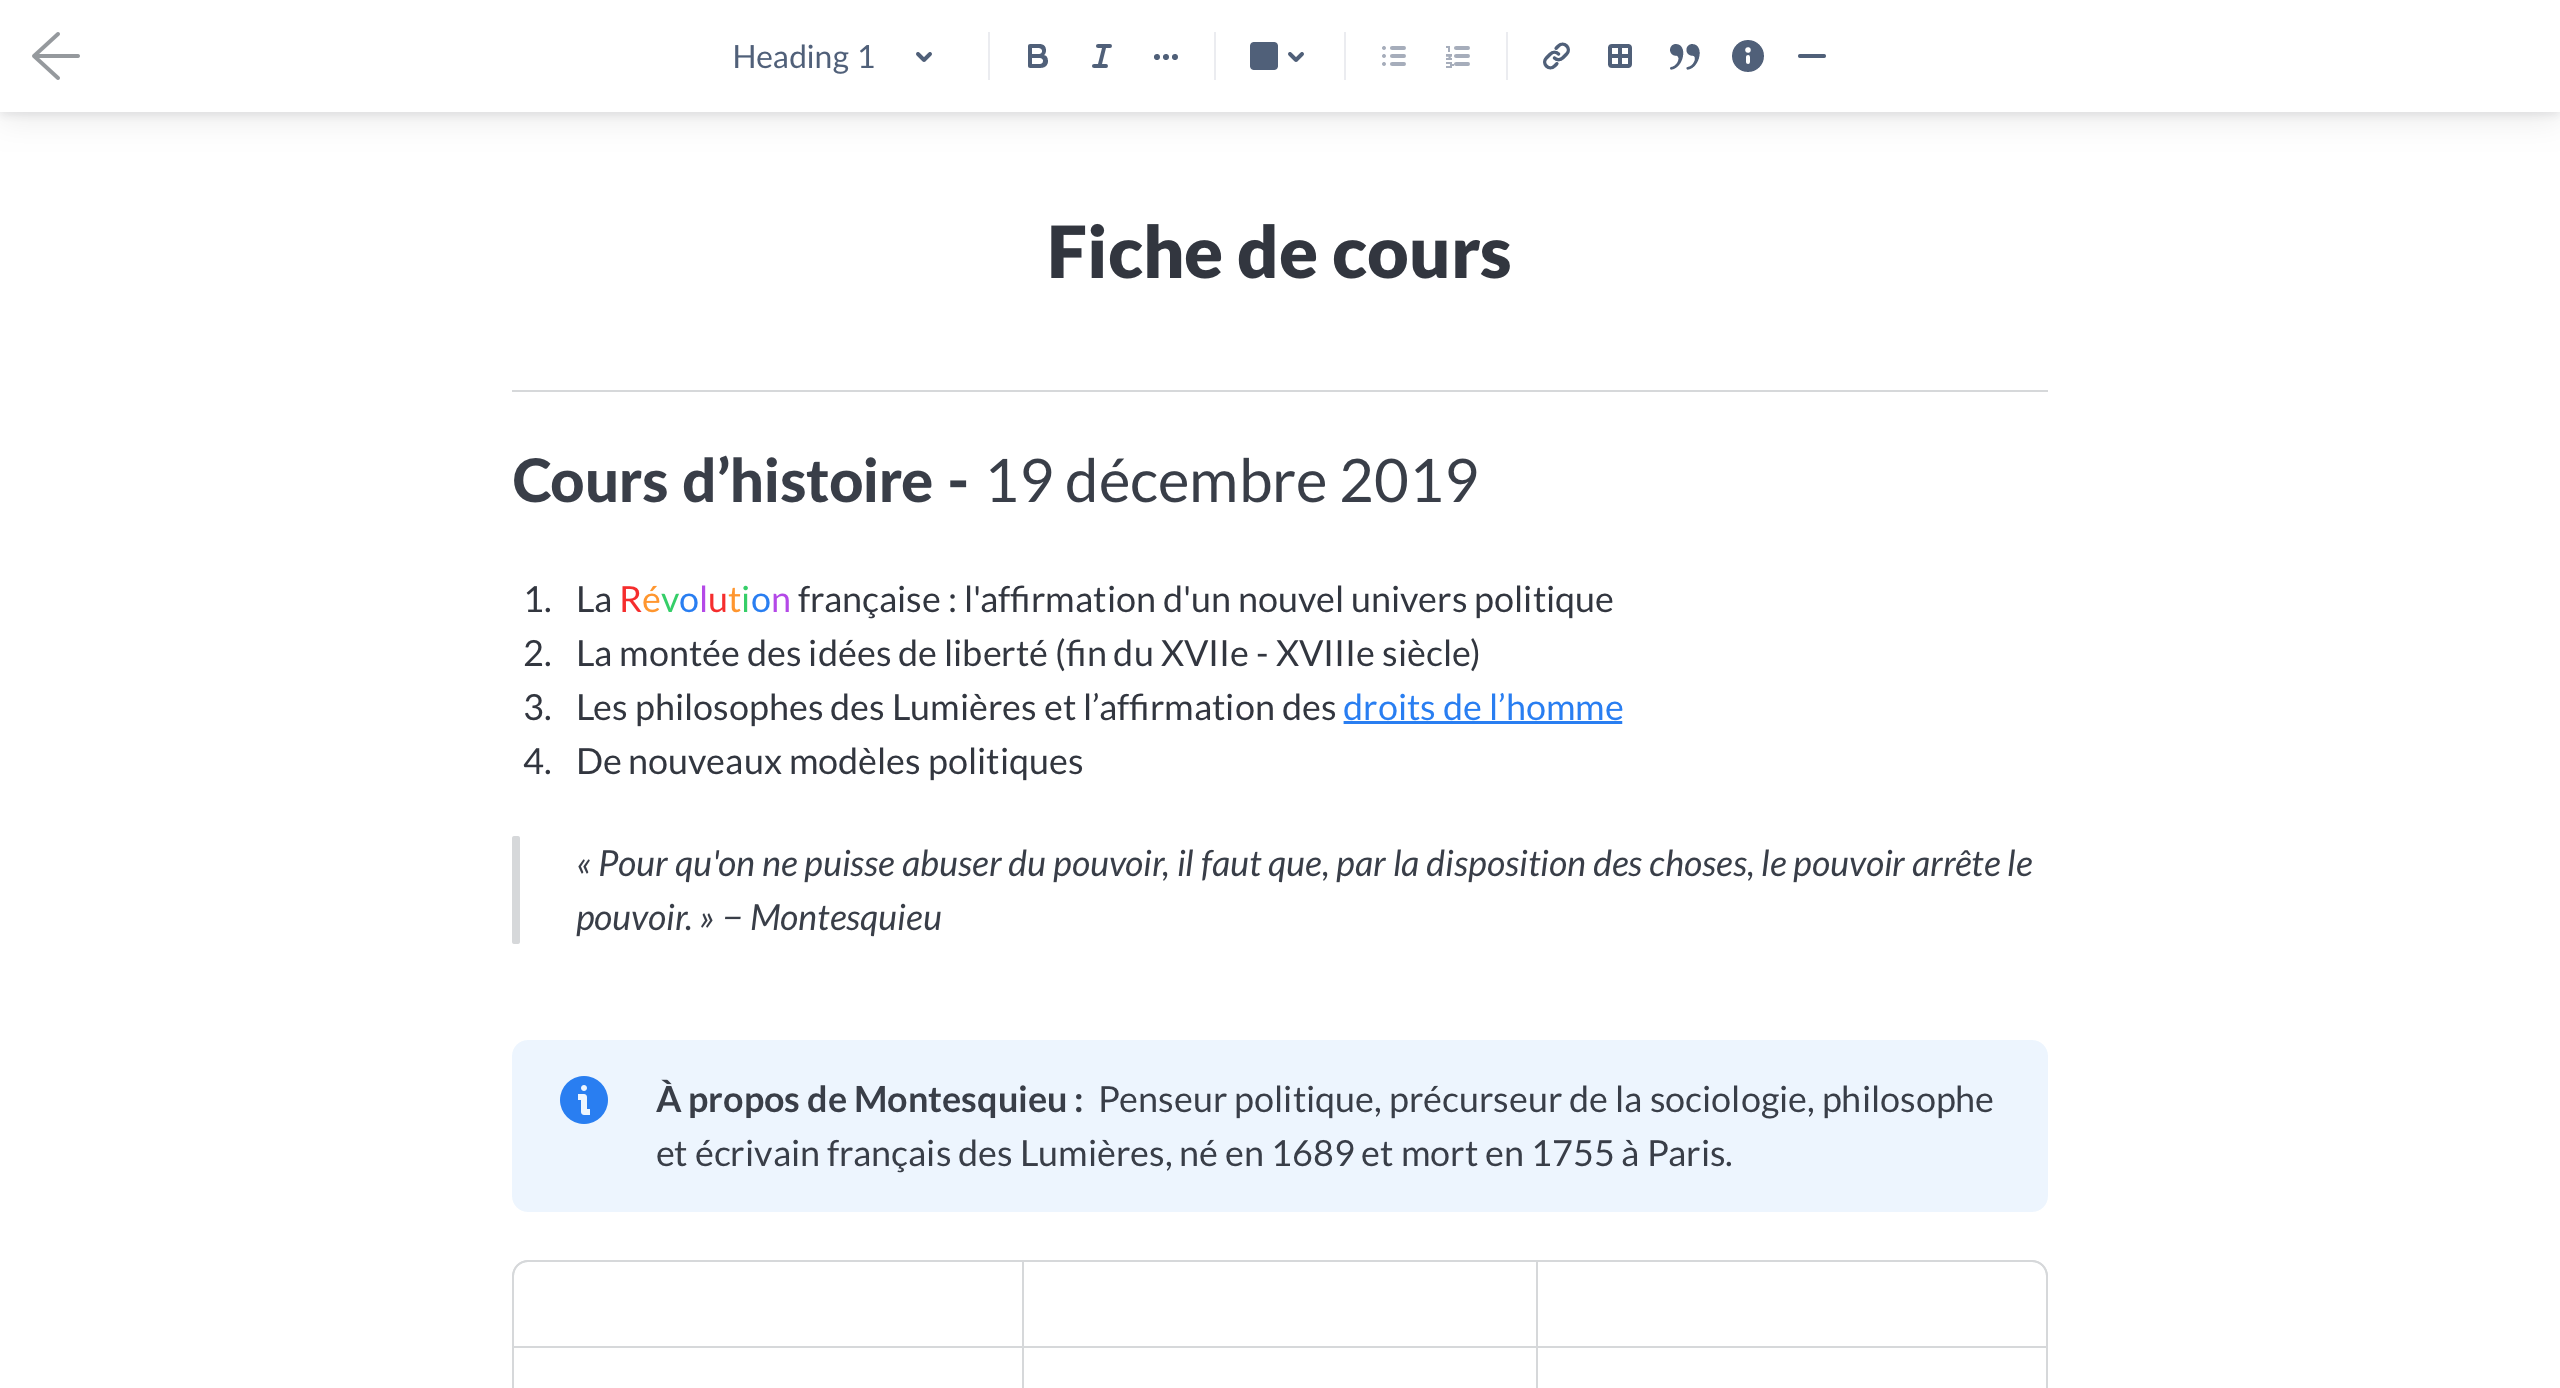 Heading 1
Fiche de cours
Cours d’histoire - 19 décembre 2019
1. La Révolution française : l'affirmation d'un nouvel univers politique
2. La montée des idées de liberté (fin du XVIIe - XVIIIe siècle)
3. Les philosophes des Lumières et l’affirmation des droits de l’homme
4. De nouveaux modèles politiques
« Pour qu'on ne puisse abuser du pouvoir, il faut que, par la disposition des choses, le pouvoir arrête le
pouvoir. » – Montesquieu
À propos de Montesquieu : Penseur politique, précurseur de la sociologie, philosophe
et écrivain français des Lumières, né en 1689 et mort en 1755 à Paris.